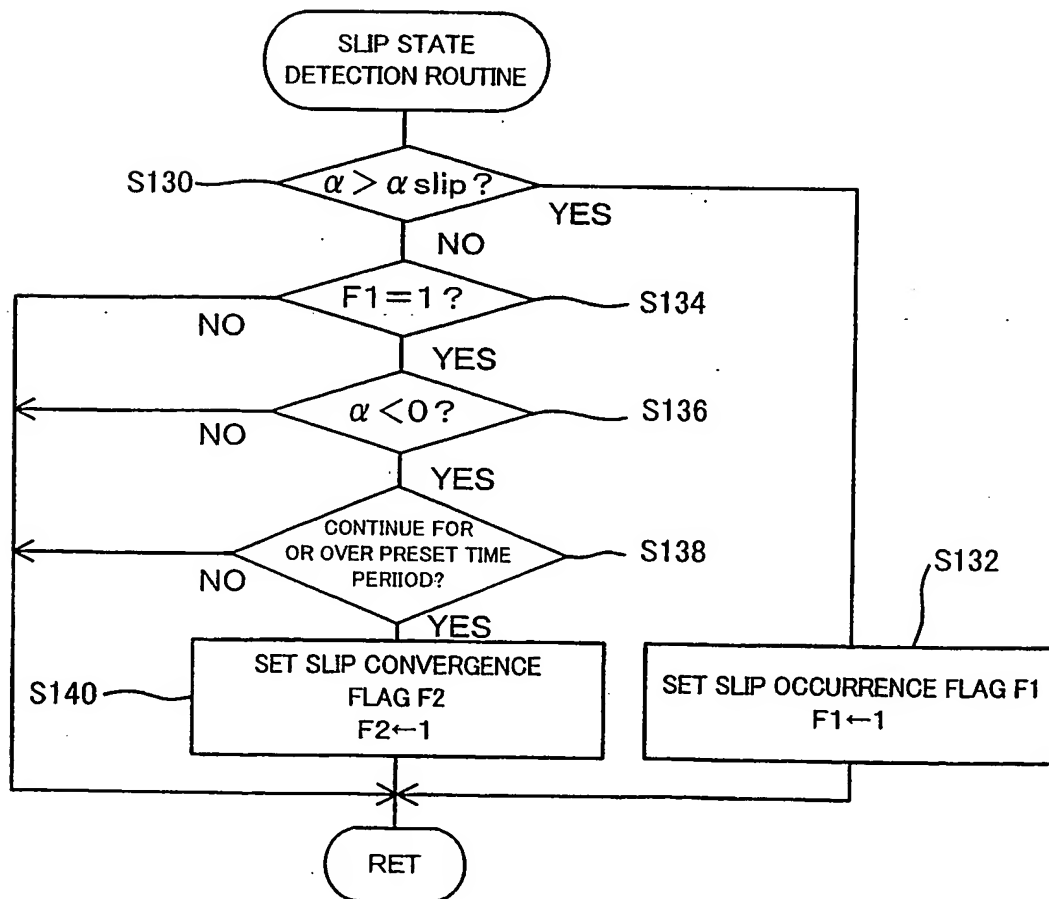 SLIP STATE
DETECTION ROUTINE
S130
α > α slip ?
YES
NO
F1=1 ?
S134
NO
YES
α <0 ?
S136
NO
YES
CONTINUE FOR
OR OVER PRESET TIME
PERIIOD?
S138
NO
YES
S132
SET SLIP CONVERGENCE
FLAG F2
F2←1
S140
SET SLIP OCCURRENCE FLAG F1
F1←1
RET